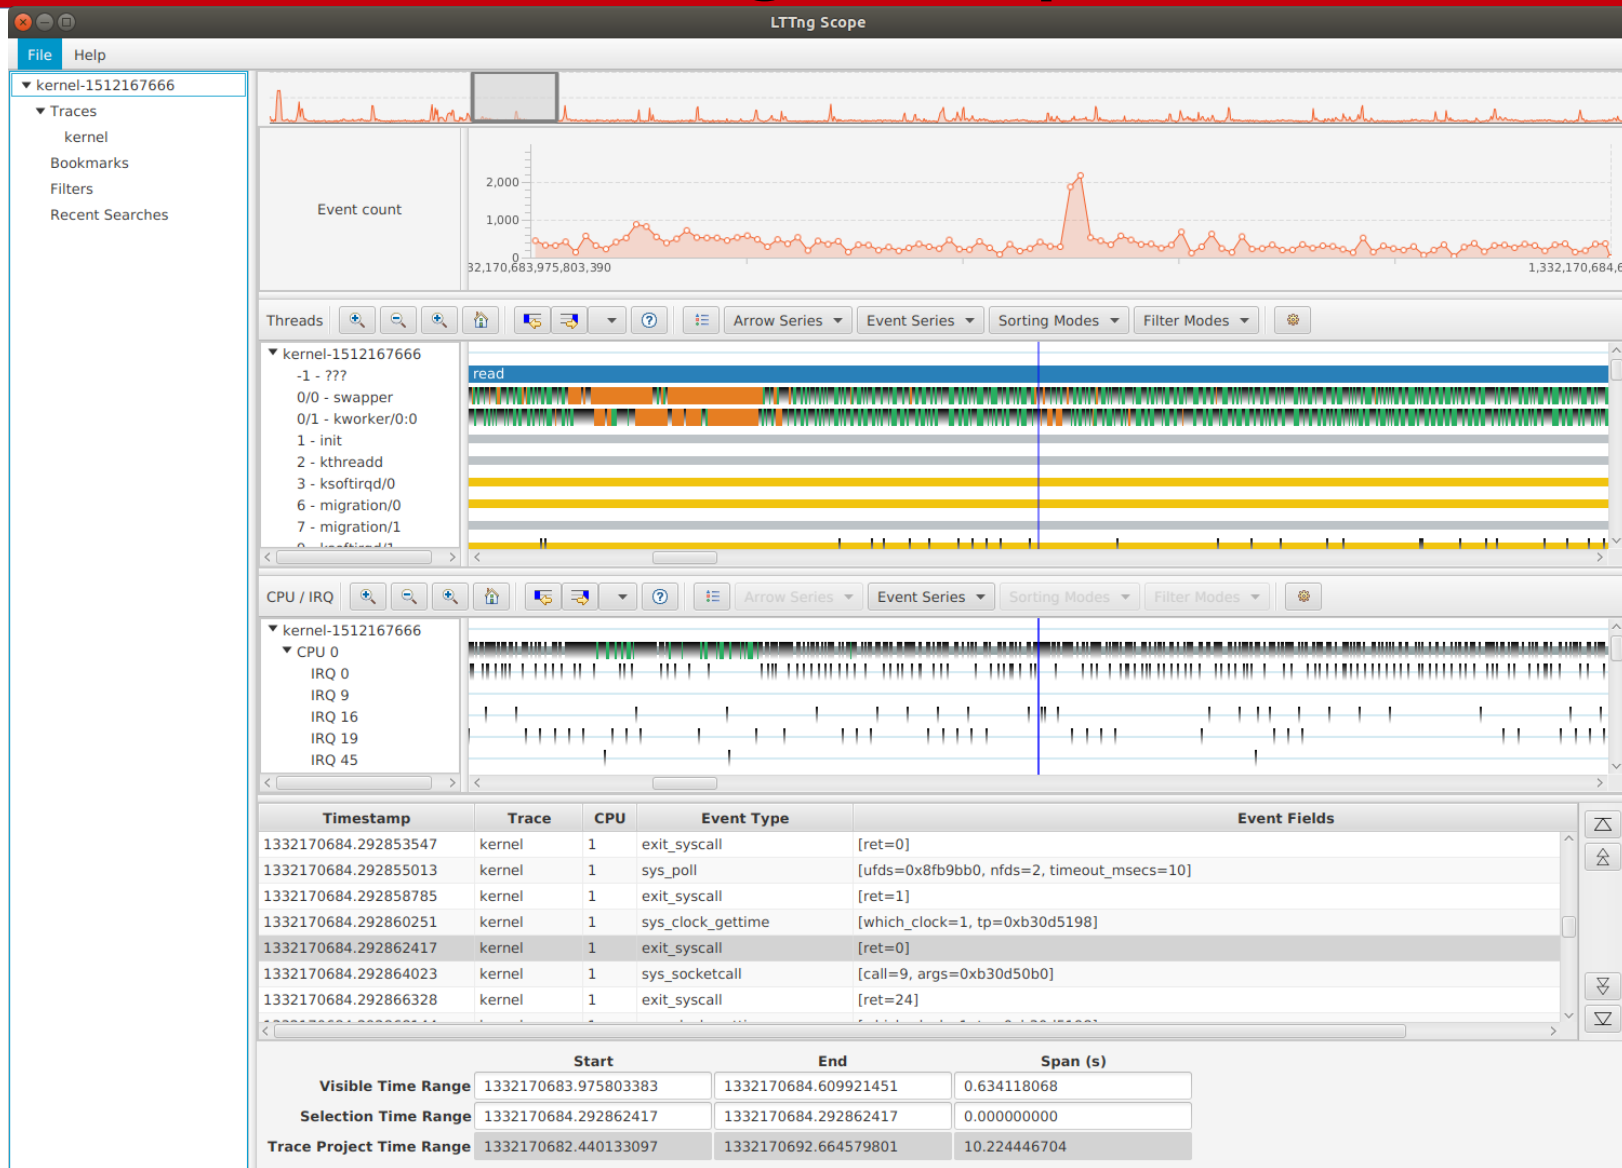 LTTng Scope
File Help
kernel-1512167666
Traces
kernel
Bookmarks
Filters
Recent Searches
Event count
2,000
1,000
0
32,170,683,975,803,390
1,332,170,684,6
Threads Arrow Series Event Series Sorting Modes Filter Modes
kernel-1512167666
-1 - ???
read
0/0 - swapper
0/1 - kworker/0:0
1 - init
2 - kthreadd
3 - ksoftirqd/0
6 - migration/0
7 - migration/1
CPU / IRQ Arrow Series Event Series Sorting Modes Filter Modes
kernel-1512167666
CPU 0
IRQ 0
IRQ 9
IRQ 16
IRQ 19
IRQ 45
Timestamp Trace CPU Event Type Event Fields
1332170684.292853547 kernel 1 exit_syscall [ret=0]
1332170684.292855013 kernel 1 sys_poll [ufds=0x8fb9bb0, nfds=2, timeout_msecs=10]
1332170684.292858785 kernel 1 exit_syscall [ret=1]
1332170684.292860251 kernel 1 sys_clock_gettime [which_clock=1, tp=0xb30d5198]
1332170684.292862417 kernel 1 exit_syscall [ret=0]
1332170684.292864023 kernel 1 sys_socketcall [call=9, args=0xb30d50b0]
1332170684.292866328 kernel 1 exit_syscall [ret=24]
Start End Span (s)
Visible Time Range 1332170683.975803383 1332170684.609921451 0.634118068
Selection Time Range 1332170684.292862417 1332170684.292862417 0.000000000
Trace Project Time Range 1332170682.440133097 1332170692.664579801 10.224446704